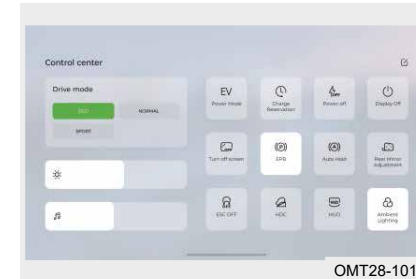 Control center
Drive mode
ECO
NORMAL
SPORT
EV
Power Mode
Charge
Reservation
Power off
Display Off
Turn off screen
EPB
Auto Hold
Rear Mirror
Adjustment
ESC OFF
HDC
HUD
Ambient
Lighting
OMT28-101